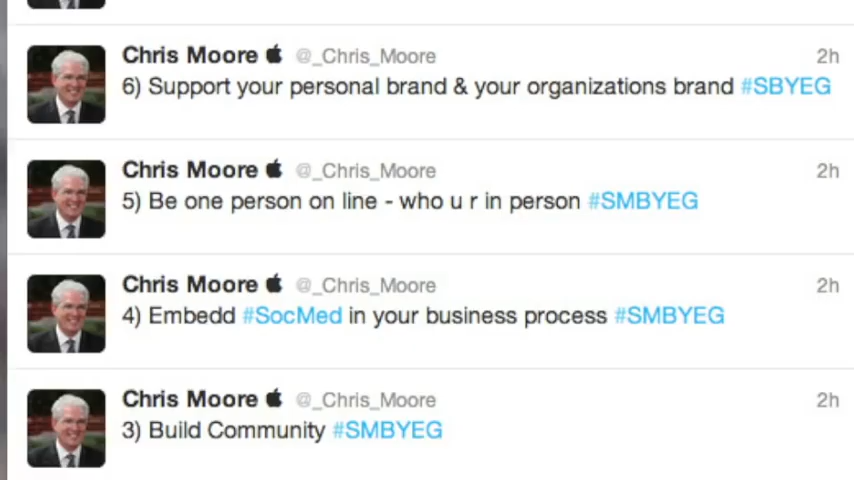 Chris Moore @_Chris_Moore 2h
6) Support your personal brand & your organizations brand #SBYEG
Chris Moore @_Chris_Moore 2h
5) Be one person on line - who u r in person #SMBYEG
Chris Moore @_Chris_Moore 2h
4) Embedd #SocMed in your business process #SMBYEG
Chris Moore @_Chris_Moore 2h
3) Build Community #SMBYEG